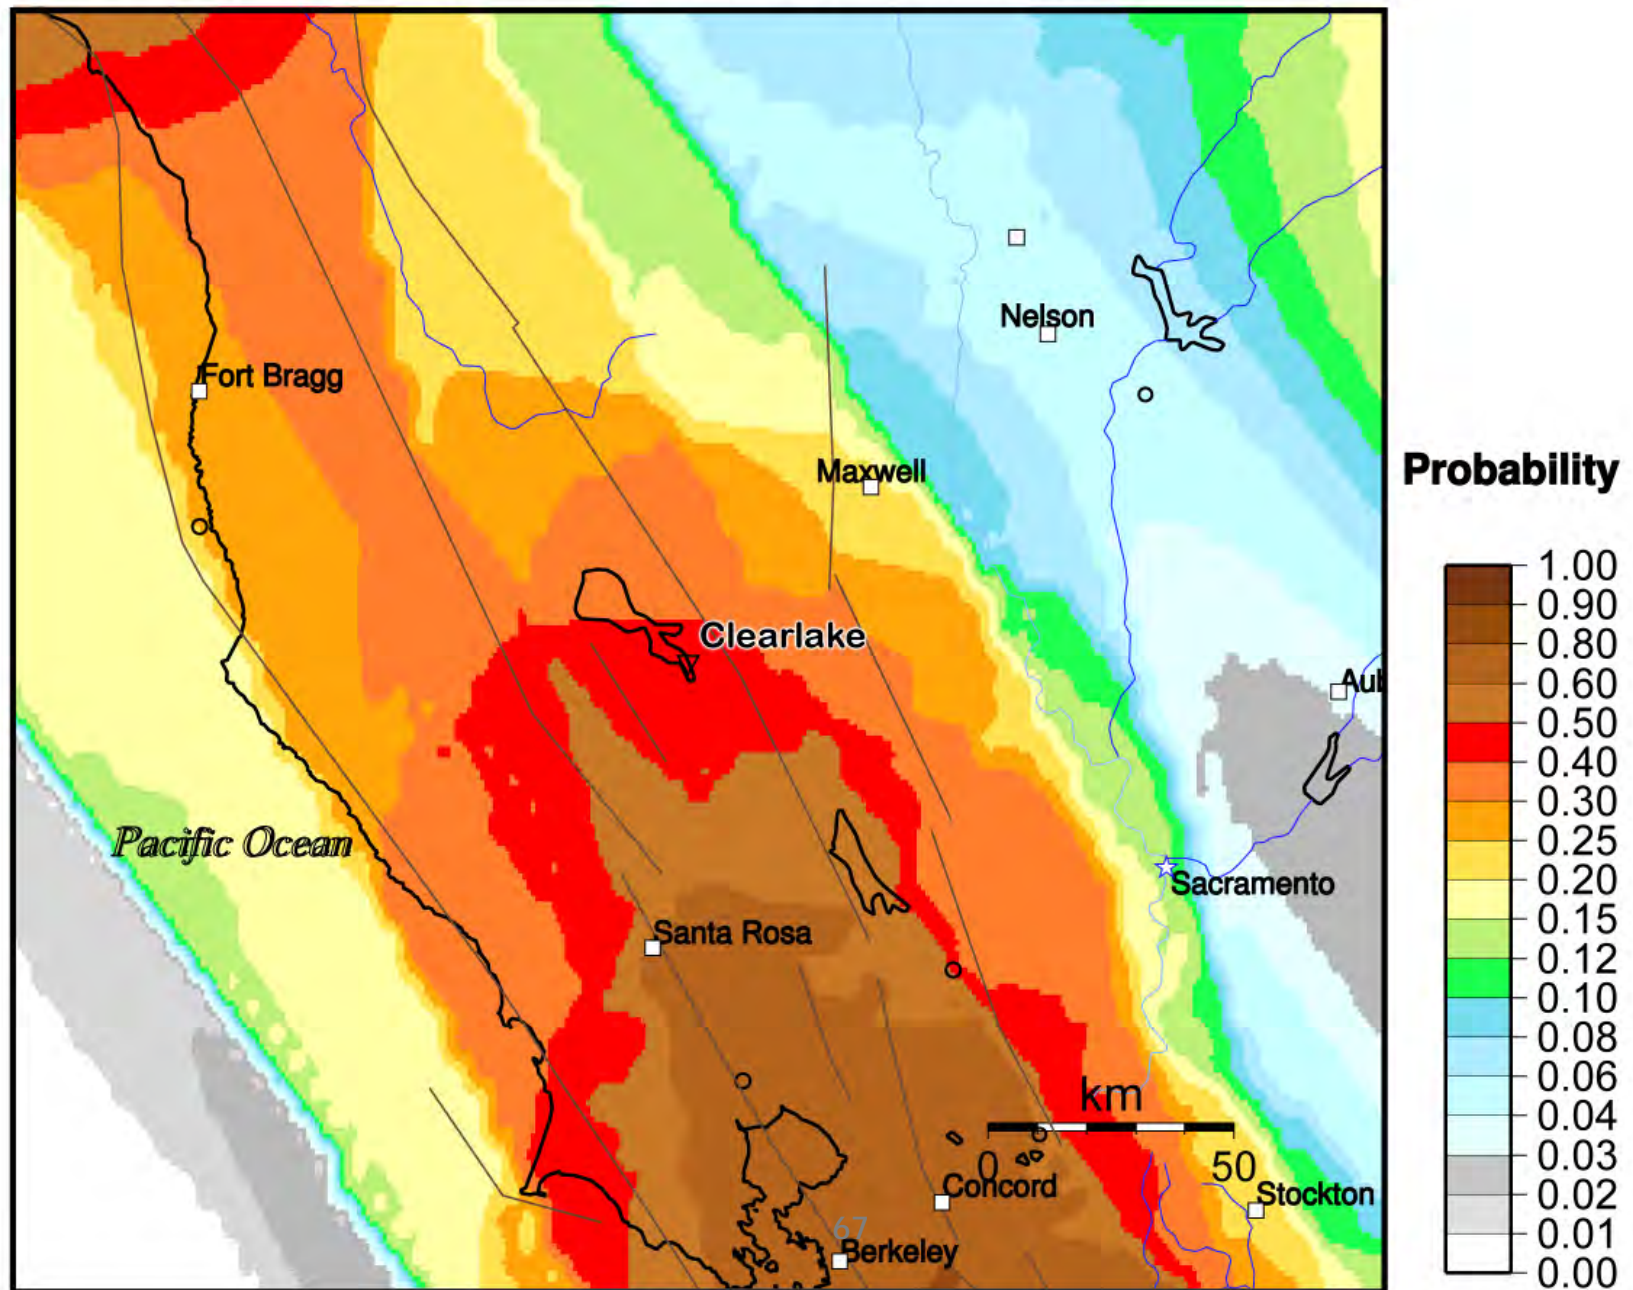 Nelson
Fort Bragg
Maxwell
Probability
1.00
0.90
0.80
0.60
0.50
0.40
0.30
0.25
0.20
0.15
0.12
0.10
0.08
0.06
0.04
0.03
0.02
0.01
0.00
Clearlake
Aub
Pacific Ocean
Sacramento
Santa Rosa
km
0 50
Concord
Stockton
67
Berkeley